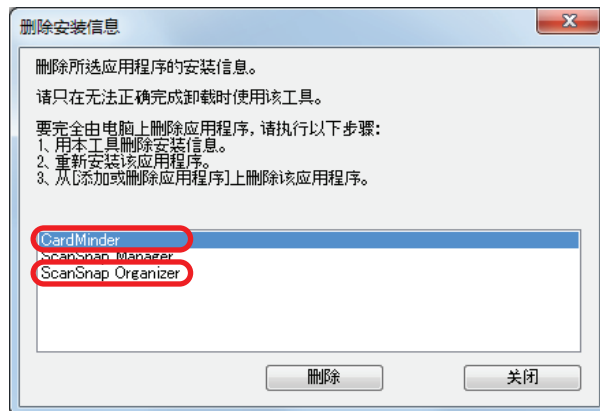 删除安装信息
删除所选应用程序的安装信息。
请只在无法正确完成卸载时使用该工具。
要完全由电脑上删除应用程序，请执行以下步骤：
1、用本工具删除安装信息。
2、重新安装该应用程序。
3、从[添加或删除应用程序]上删除该应用程序。
CardMinder
ScanSnap Manager
ScanSnap Organizer
删除
关闭